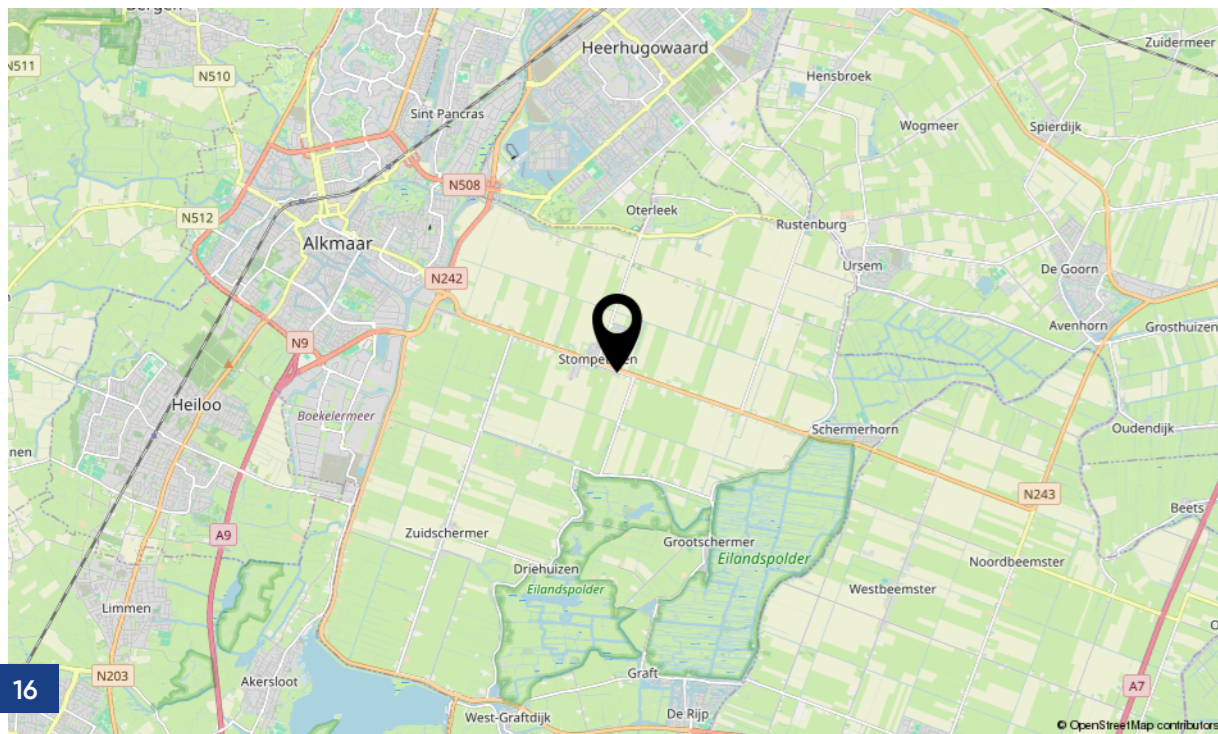 Heerhugowaard
Zuidermeer
N511
N510
Hensbroek
Sint Pancras
Wogmeer
Spierdijk
N508
N512
Oterleek
Rustenburg
Alkmaar
Ursem
De Goorn
N242
Avenhorn
Grosthuizen
N9
Heiloo
Boekelermeer
Schermerhorn
Oudendijk
N243
Beets
A9
Zuidschermer
Grootschermer
Eilandspolder
Noordbeemster
Driehuizen
Eilandspolder
Westbeemster
Limmen
N203
Akersloot
Graft
A7
16
West-Graftdijk
De Rijp
© OpenStreetMap contributors